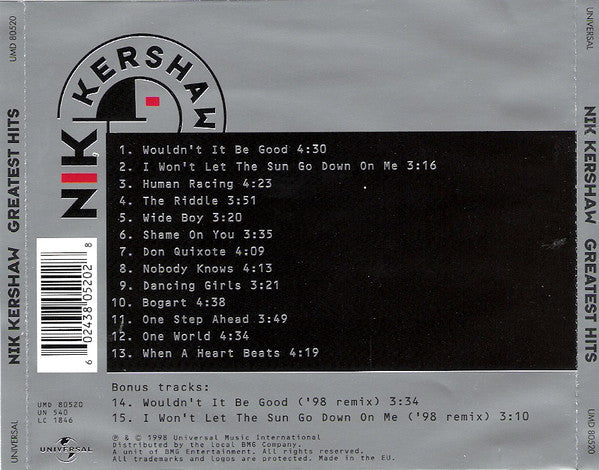 UMD 80520
NIK KERSHAW GREATEST HITS
UNIVERSAL
NIK KERSHAW
1. Wouldn't It Be Good 4:30
2. I Won't Let The Sun Go Down On Me 3:16
3. Human Racing 4:23
4. The Riddle 3:51
5. Wide Boy 3:20
6. Shame On You 3:35
7. Don Quixote 4:09
8. Nobody Knows 4:13
9. Dancing Girls 3:21
10. Bogart 4:38
11. One Step Ahead 3:49
12. One World 4:34
13. When A Heart Beats 4:19
Bonus tracks:
14. Wouldn't It Be Good ('98 remix) 3:34
15. I Won't Let The Sun Go Down On Me ('98 remix) 3:10
6 02438 05202 8
UMD 80520
UN 540
LC 1846
UNIVERSAL
℗ & © 1998 Universal Music International
Distributed by the local BMG Company.
A unit of BMG Entertainment. All rights reserved.
All trademarks and logos are protected. Made in the EU.
UNIVERSAL
NIK KERSHAW GREATEST HITS
UMD 80520